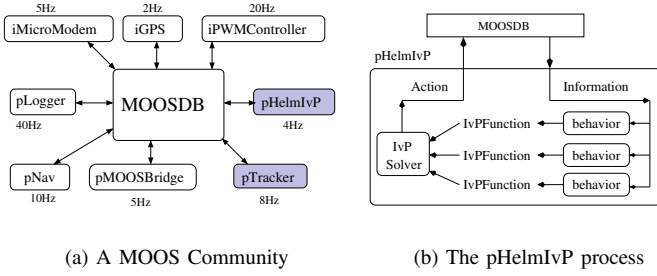 5Hz 2Hz 20Hz
iMicroModem iGPS iPWMController
pLogger MOOSDB pHelmIvP
40Hz 4Hz
pNav pMOOSBridge pTracker
10Hz 5Hz 8Hz
(a) A MOOS Community
MOOSDB
pHelmIvP
Action Information
IvPFunction behavior
IvP
Solver IvPFunction behavior
IvPFunction behavior
(b) The pHelmIvP process